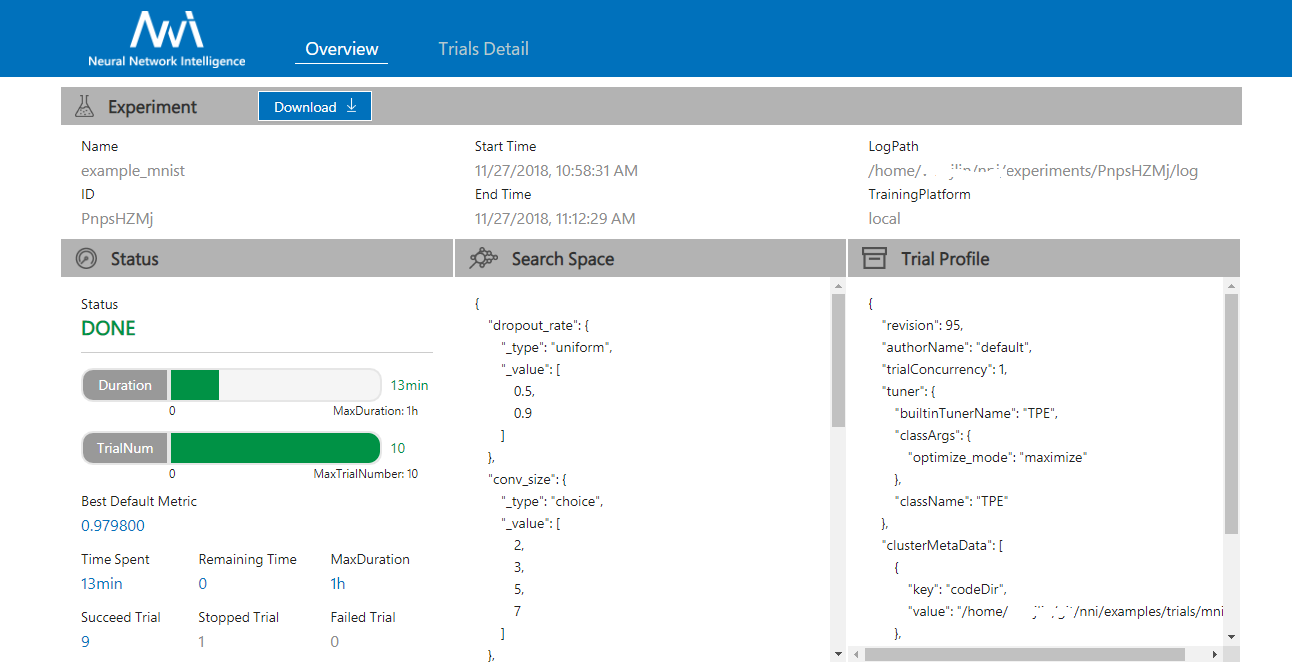 NNI
Neural Network Intelligence
Overview
Trials Detail
Experiment
Download
Name
example_mnist
ID
PnpsHZMj
Start Time
11/27/2018, 10:58:31 AM
End Time
11/27/2018, 11:12:29 AM
LogPath
/home/ /experiments/PnpsHZMj/log
TrainingPlatform
local
Status
Status
DONE
Duration
13min
0
MaxDuration: 1h
TrialNum
10
0
MaxTrialNumber: 10
Best Default Metric
0.979800
Time Spent
Remaining Time
MaxDuration
13min
0
1h
Succeed Trial
Stopped Trial
Failed Trial
9
1
0
Search Space
{
"dropout_rate": {
"_type": "uniform",
"_value": [
0.5,
0.9
]
},
"conv_size": {
"_type": "choice",
"_value": [
2,
3,
5,
7
]
},
Trial Profile
{
"revision": 95,
"authorName": "default",
"trialConcurrency": 1,
"tuner": {
"builtinTunerName": "TPE",
"classArgs": {
"optimize_mode": "maximize"
},
"className": "TPE"
},
"clusterMetaData": [
{
"key": "codeDir",
"value": "/home/ /nni/examples/trials/mni
},